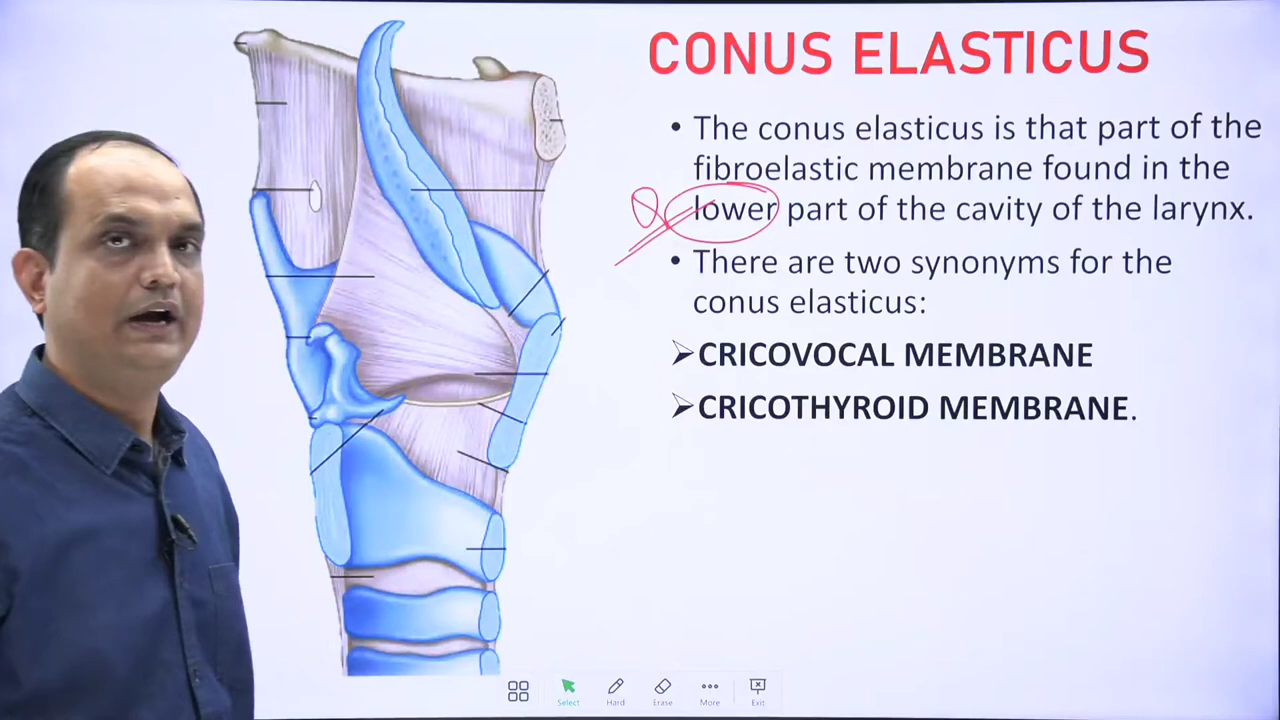 CONUS ELASTICUS
• The conus elasticus is that part of the
fibroelastic membrane found in the
lower part of the cavity of the larynx.
• There are two synonyms for the
conus elasticus:
➢CRICOVOCAL MEMBRANE
➢CRICOTHYROID MEMBRANE.
Select
Hard
Erase
More
Exit